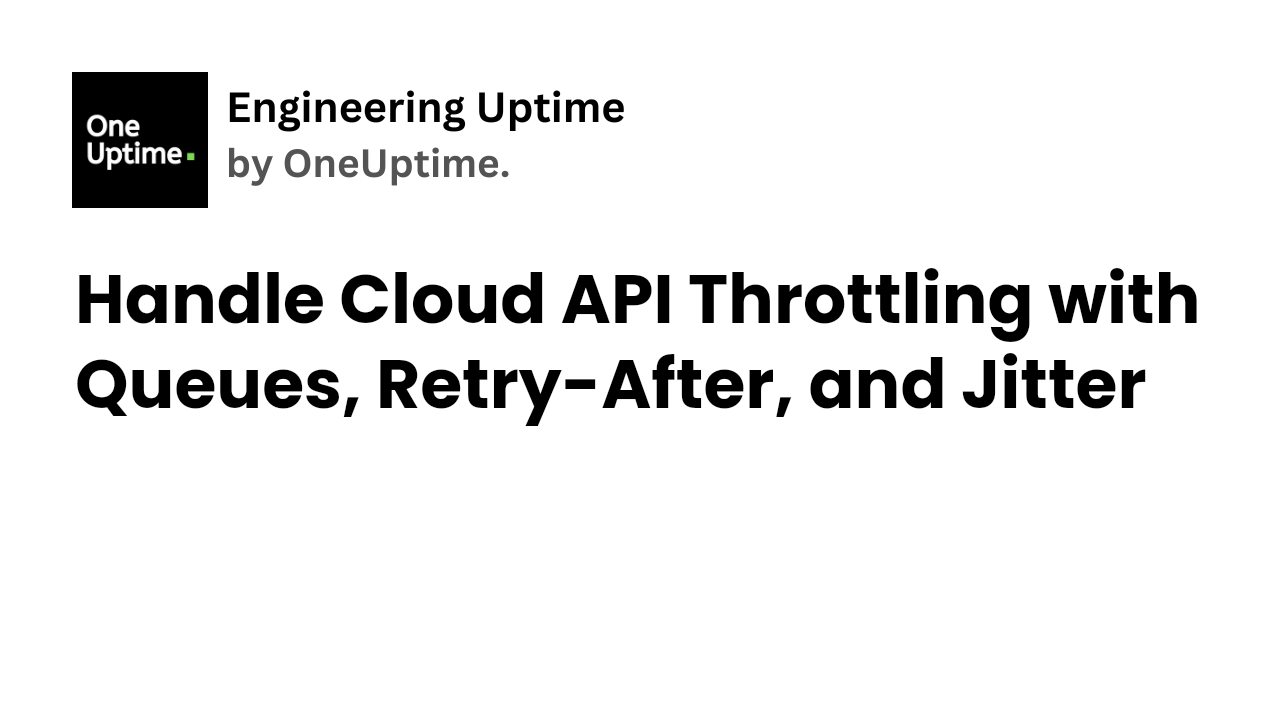 One
Uptime
Engineering Uptime
by OneUptime.
Handle Cloud API Throttling with
Queues, Retry-After, and Jitter